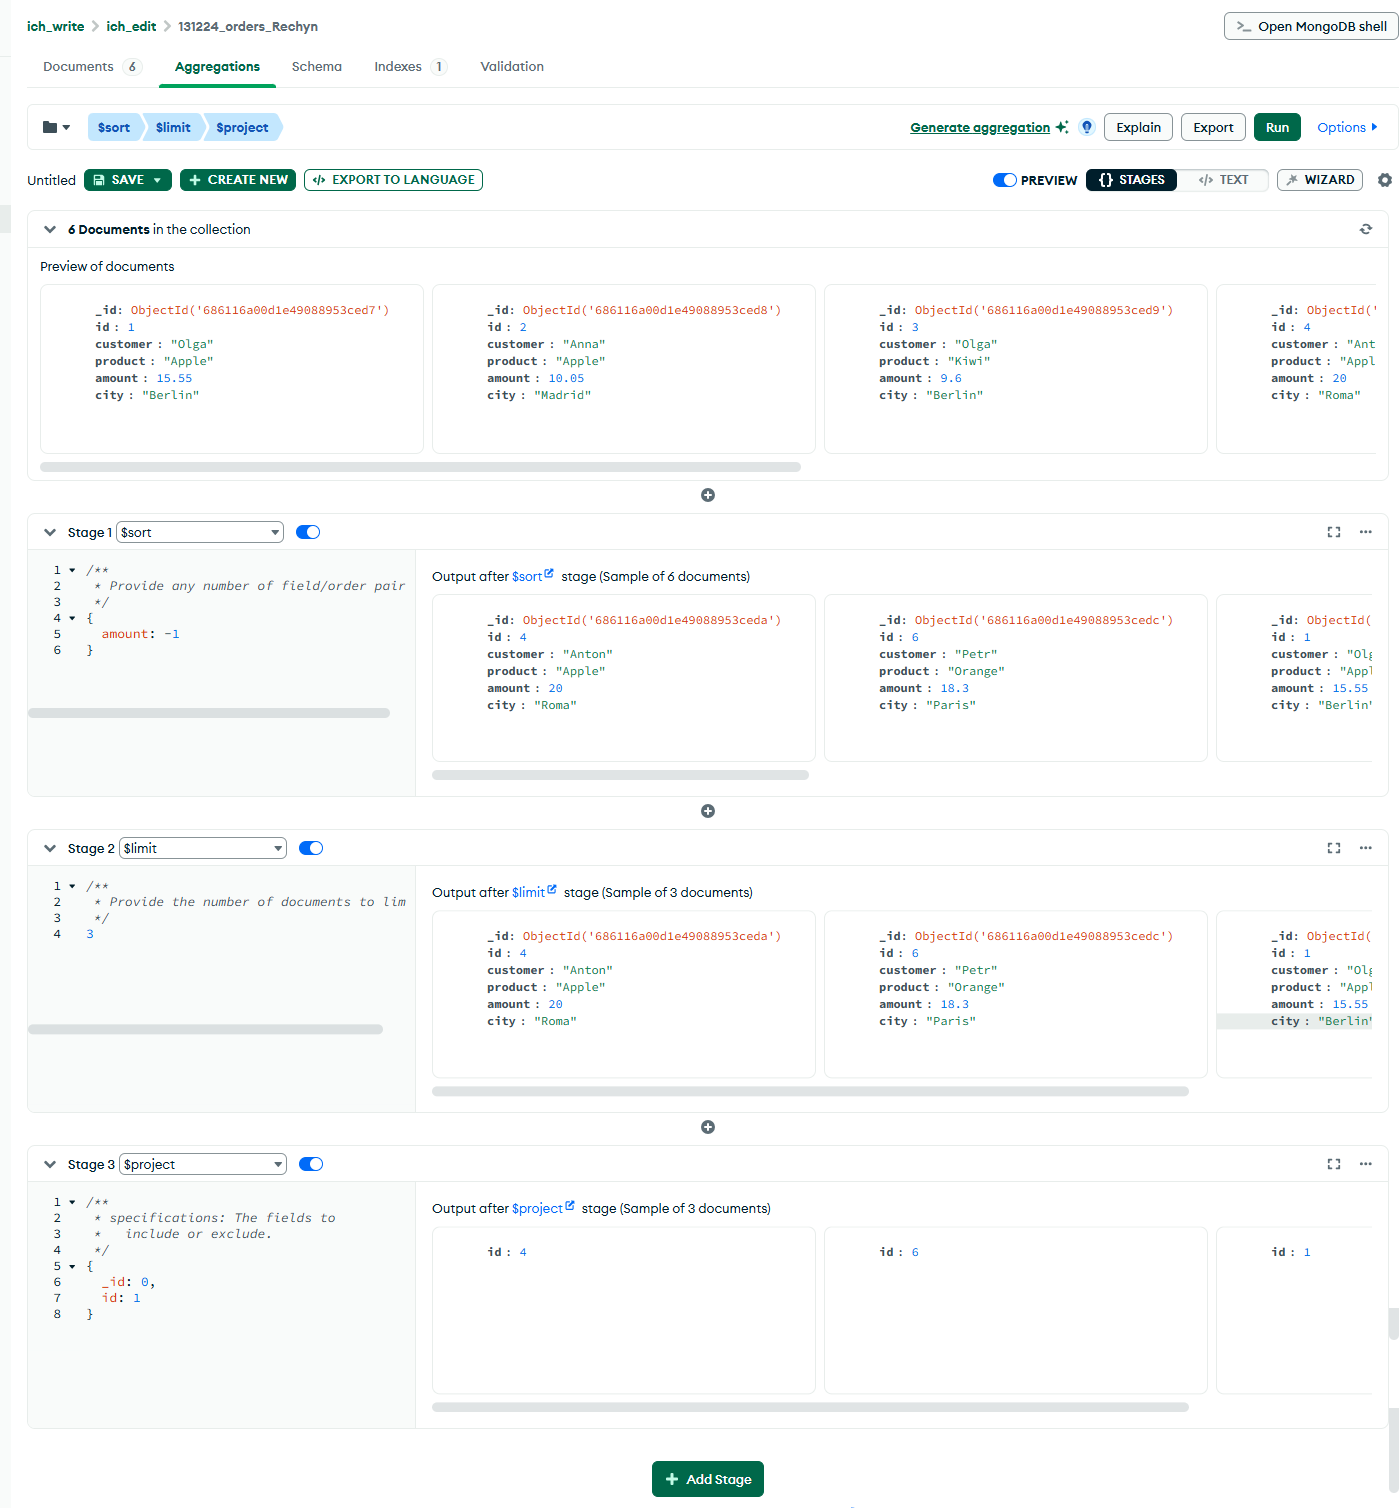 ich_write > ich_edit > 131224_orders_Rechyn
>_ Open MongoDB shell
Documents 6 Aggregations Schema Indexes 1 Validation
$sort $limit $project
Generate aggregation Explain Export Run Options
Untitled SAVE + CREATE NEW </> EXPORT TO LANGUAGE
PREVIEW {} STAGES </> TEXT WIZARD
6 Documents in the collection
Preview of documents
_id: ObjectId('686116a00d1e49088953ced7')
id : 1
customer : "Olga"
product : "Apple"
amount : 15.55
city : "Berlin"
_id: ObjectId('686116a00d1e49088953ced8')
id : 2
customer : "Anna"
product : "Apple"
amount : 10.05
city : "Madrid"
_id: ObjectId('686116a00d1e49088953ced9')
id : 3
customer : "Olga"
product : "Kiwi"
amount : 9.6
city : "Berlin"
_id: ObjectId('
id : 4
customer : "Ant
product : "Appl
amount : 20
city : "Roma"
Stage 1 $sort
1 /**
2 * Provide any number of field/order pair
3 */
4 {
5 amount: -1
6 }
Output after $sort stage (Sample of 6 documents)
_id: ObjectId('686116a00d1e49088953ceda')
id : 4
customer : "Anton"
product : "Apple"
amount : 20
city : "Roma"
_id: ObjectId('686116a00d1e49088953cedc')
id : 6
customer : "Petr"
product : "Orange"
amount : 18.3
city : "Paris"
_id: ObjectId(
id : 1
customer : "Olg
product : "Appl
amount : 15.55
city : "Berlin"
Stage 2 $limit
1 /**
2 * Provide the number of documents to lim
3 */
4 3
Output after $limit stage (Sample of 3 documents)
_id: ObjectId('686116a00d1e49088953ceda')
id : 4
customer : "Anton"
product : "Apple"
amount : 20
city : "Roma"
_id: ObjectId('686116a00d1e49088953cedc')
id : 6
customer : "Petr"
product : "Orange"
amount : 18.3
city : "Paris"
_id: ObjectId(
id : 1
customer : "Olg
product : "Appl
amount : 15.55
city : "Berlin"
Stage 3 $project
1 /**
2 * specifications: The fields to
3 * include or exclude.
4 */
5 {
6 _id: 0,
7 id: 1
8 }
Output after $project stage (Sample of 3 documents)
id : 4
id : 6
id : 1
+ Add Stage